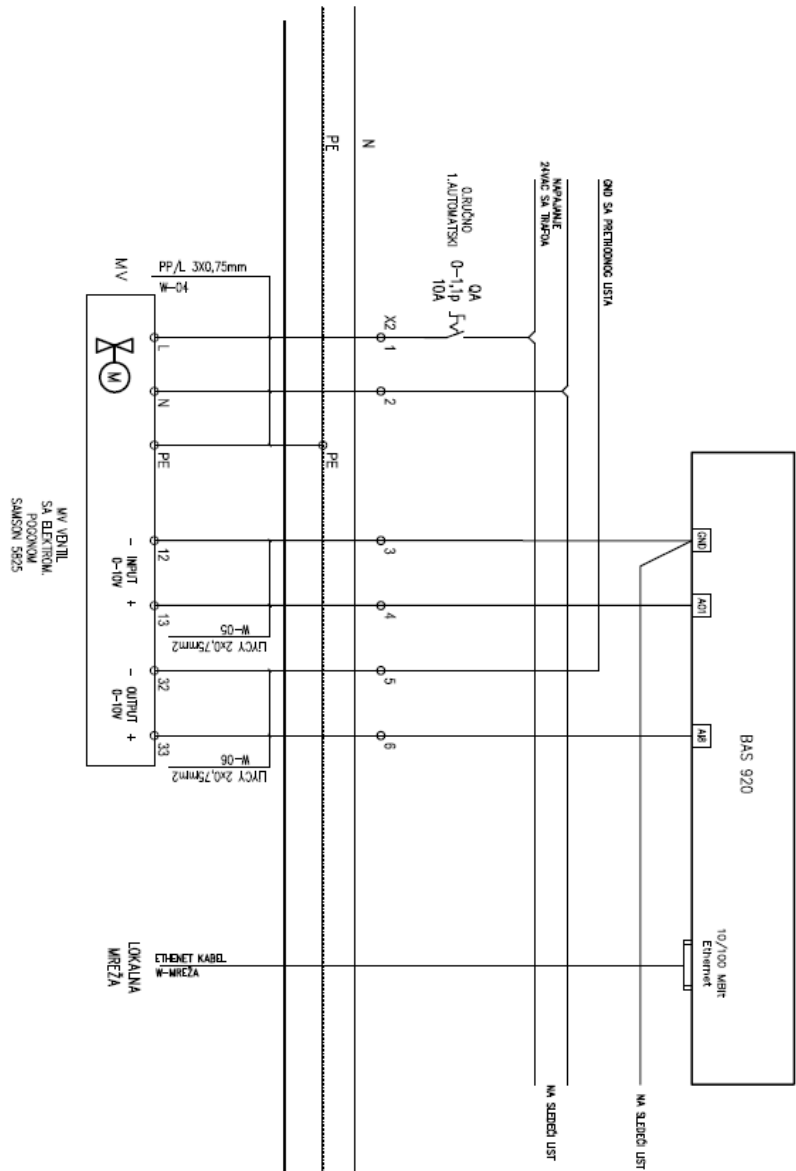 GND SA PRETHODNOG LISTA
NAPAJANJE
24VAC SA TRAFOA
BAS 920
GND
AO1
AI8
10/100 MBit
Ethernet
NA SLEDEĆI LIST
NA SLEDEĆI LIST
0.RUČNO
1.AUTOMATSKI
QA
0-1,1p
10A
X2
1
2
3
4
5
6
N
PE
PE
PP/L 3X0,75mm
W-04
LIYCY 2x0,75mm2
W-05
LIYCY 2x0,75mm2
W-06
ETHENET KABEL
W-MREŽA
LOKALNA
MREŽA
MV
M
L
N
PE
12
13
32
33
- INPUT +
0-10V
- OUTPUT +
0-10V
MV VENTIL
SA ELEKTROM.
POGONOM
SAMSON 5825